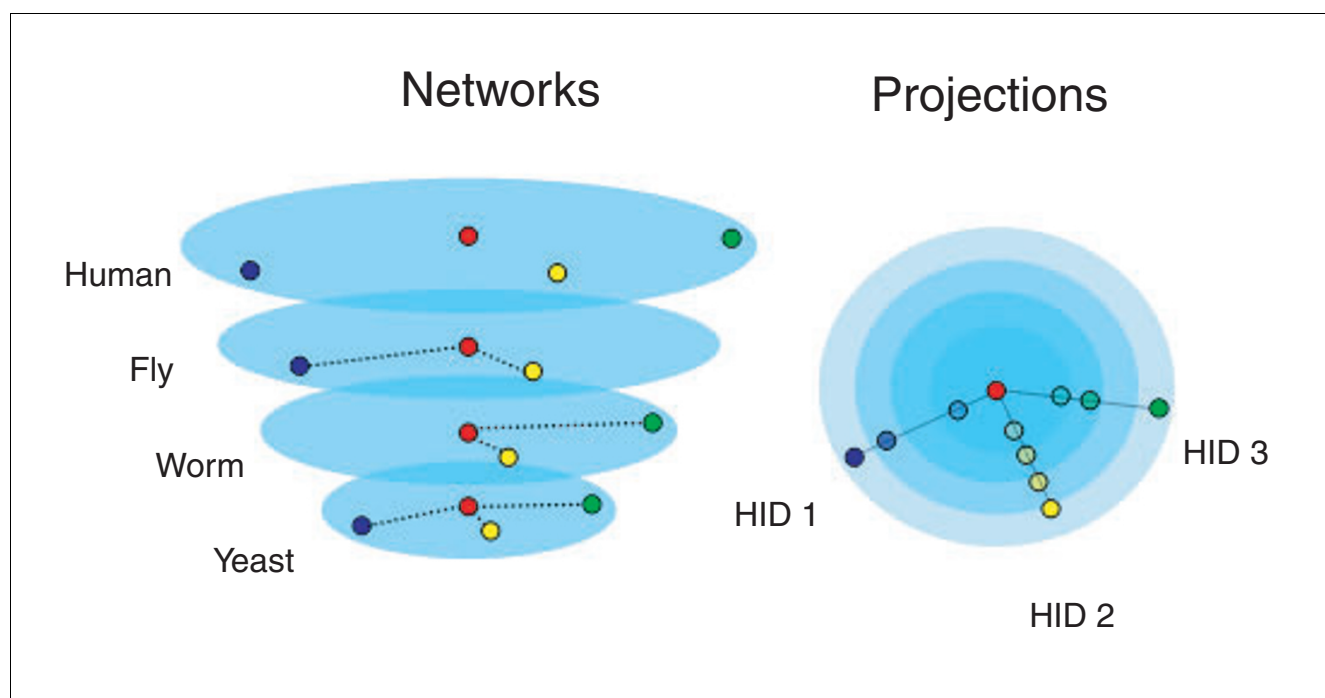 Networks
Projections
Human
Fly
Worm
Yeast
HID 1
HID 2
HID 3